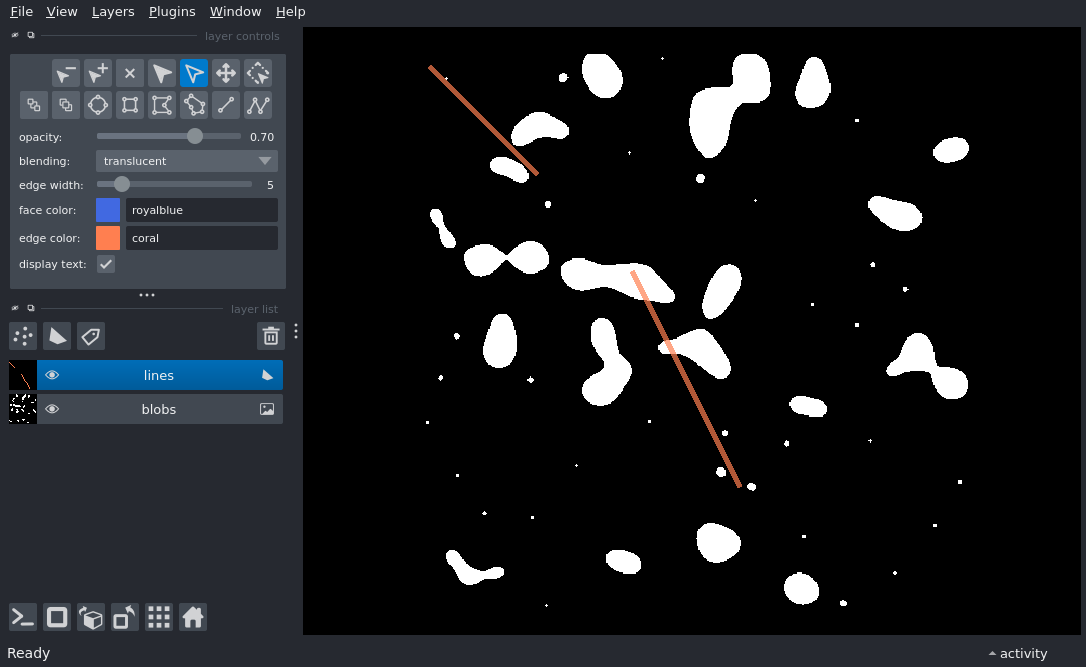 File View Layers Plugins Window Help
layer controls
opacity: 0.70
blending: translucent
edge width: 5
face color: royalblue
edge color: coral
display text:
layer list
lines
blobs
Ready
activity